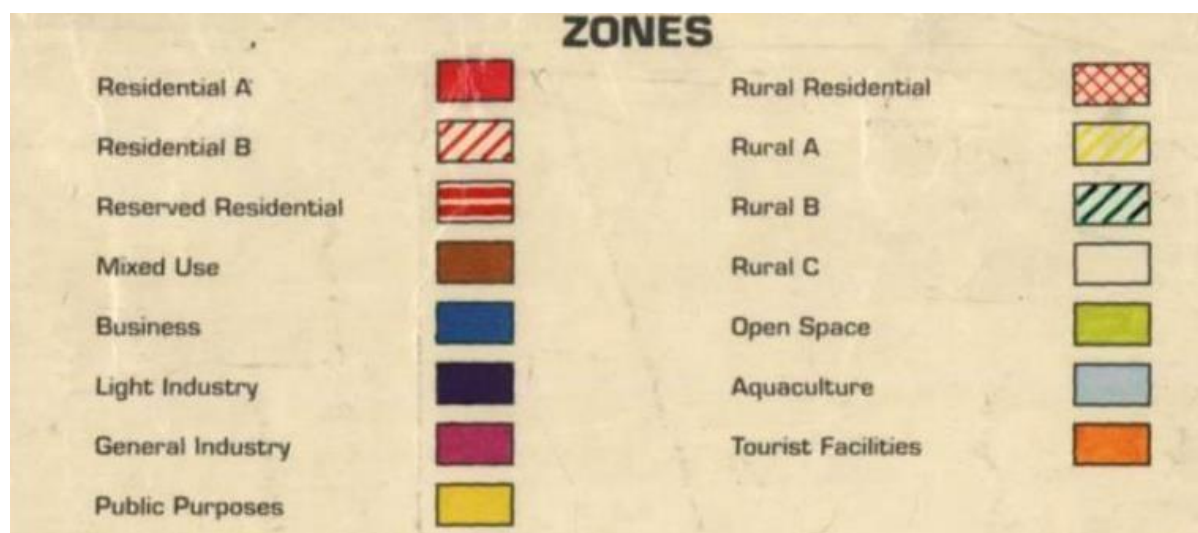 ZONES
Residential A
Residential B
Reserved Residential
Mixed Use
Business
Light Industry
General Industry
Public Purposes
Rural Residential
Rural A
Rural B
Rural C
Open Space
Aquaculture
Tourist Facilities